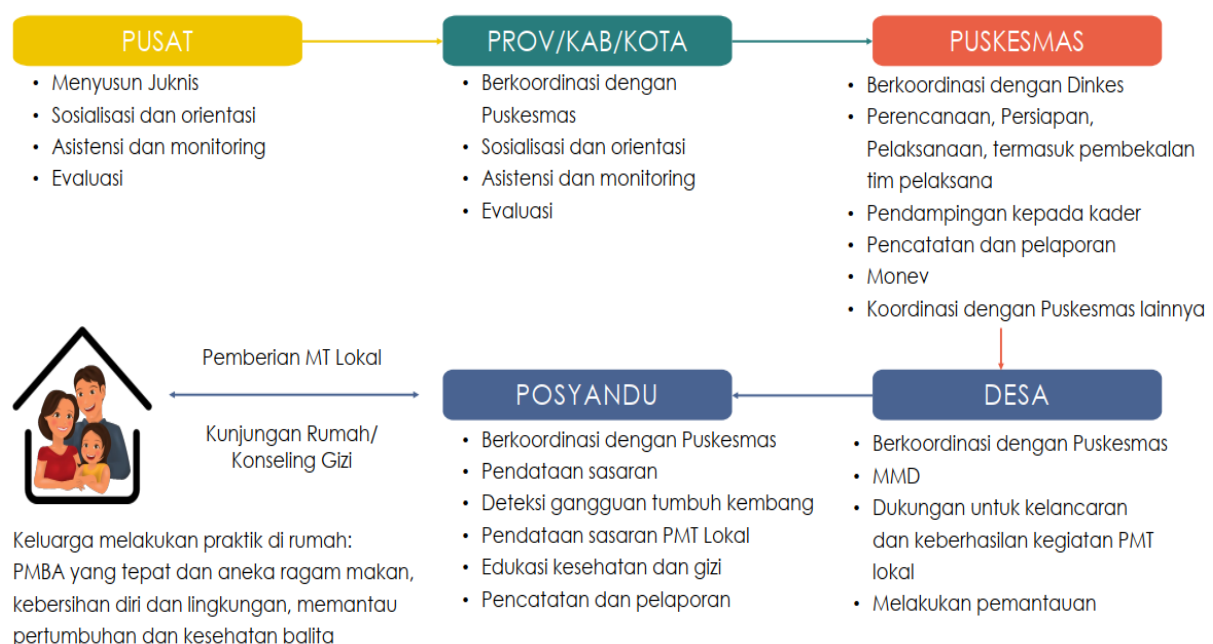 PUSAT
• Menyusun Juknis
• Sosialisasi dan orientasi
• Asistensi dan monitoring
• Evaluasi
PROV/KAB/KOTA
• Berkoordinasi dengan
Puskesmas
• Sosialisasi dan orientasi
• Asistensi dan monitoring
• Evaluasi
PUSKESMAS
• Berkoordinasi dengan Dinkes
• Perencanaan, Persiapan,
Pelaksanaan, termasuk pembekalan
tim pelaksana
• Pendampingan kepada kader
• Pencatatan dan pelaporan
• Monev
• Koordinasi dengan Puskesmas lainnya
Pemberian MT Lokal
Kunjungan Rumah/
Konseling Gizi
Keluarga melakukan praktik di rumah:
PMBA yang tepat dan aneka ragam makan,
kebersihan diri dan lingkungan, memantau
pertumbuhan dan kesehatan balita
POSYANDU
• Berkoordinasi dengan Puskesmas
• Pendataan sasaran
• Deteksi gangguan tumbuh kembang
• Pendataan sasaran PMT Lokal
• Edukasi kesehatan dan gizi
• Pencatatan dan pelaporan
DESA
• Berkoordinasi dengan Puskesmas
• MMD
• Dukungan untuk kelancaran
dan keberhasilan kegiatan PMT
lokal
• Melakukan pemantauan